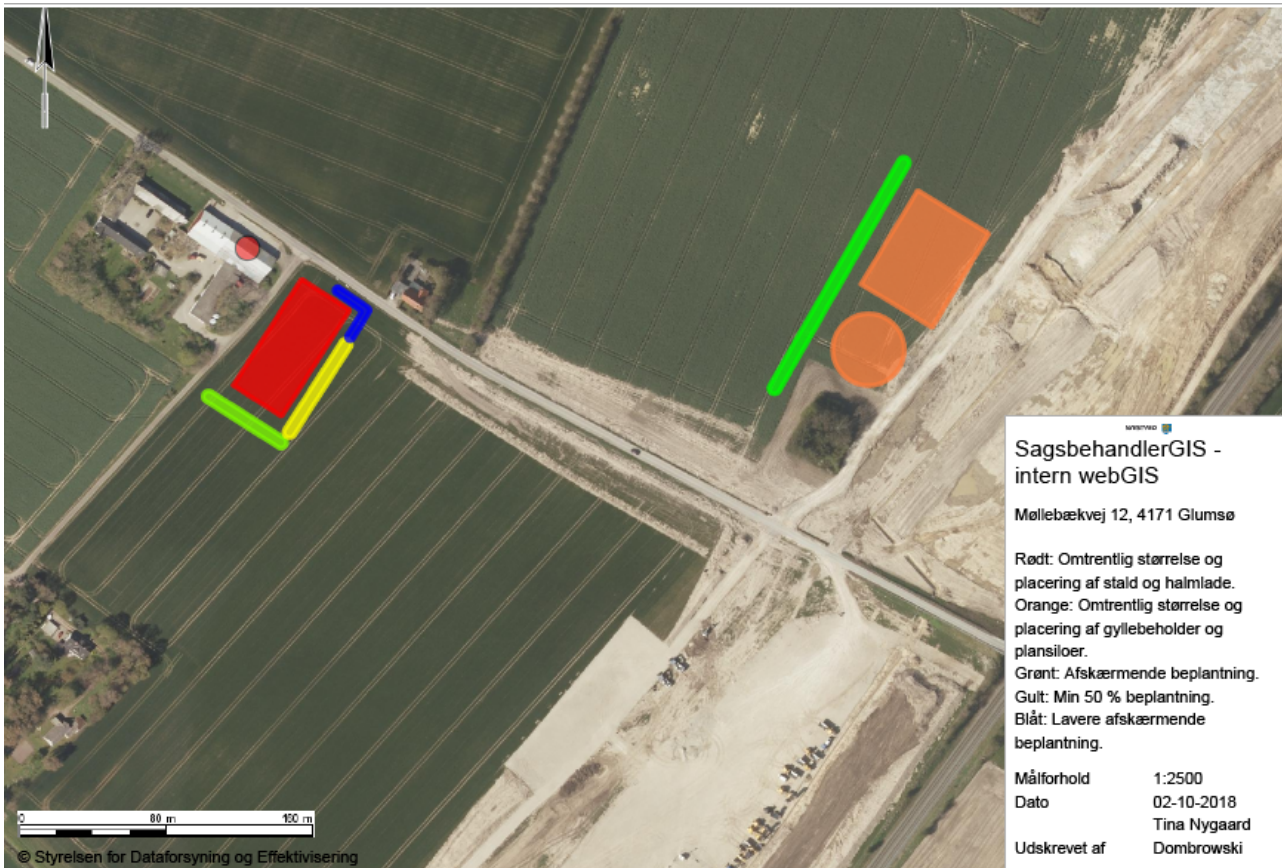 NÆSTVED
SagsbehandlerGIS -
intern webGIS
Møllebækvej 12, 4171 Glumsø
Rødt: Omtrentlig størrelse og
placering af stald og halmlade.
Orange: Omtrentlig størrelse og
placering af gyllebeholder og
plansiloer.
Grønt: Afskærmende beplantning.
Gult: Min 50 % beplantning.
Blåt: Lavere afskærmende
beplantning.
Målforhold 1:2500
Dato 02-10-2018
Tina Nygaard
Udskrevet af Dombrowski
0 80 m 160 m
© Styrelsen for Dataforsyning og Effektivisering